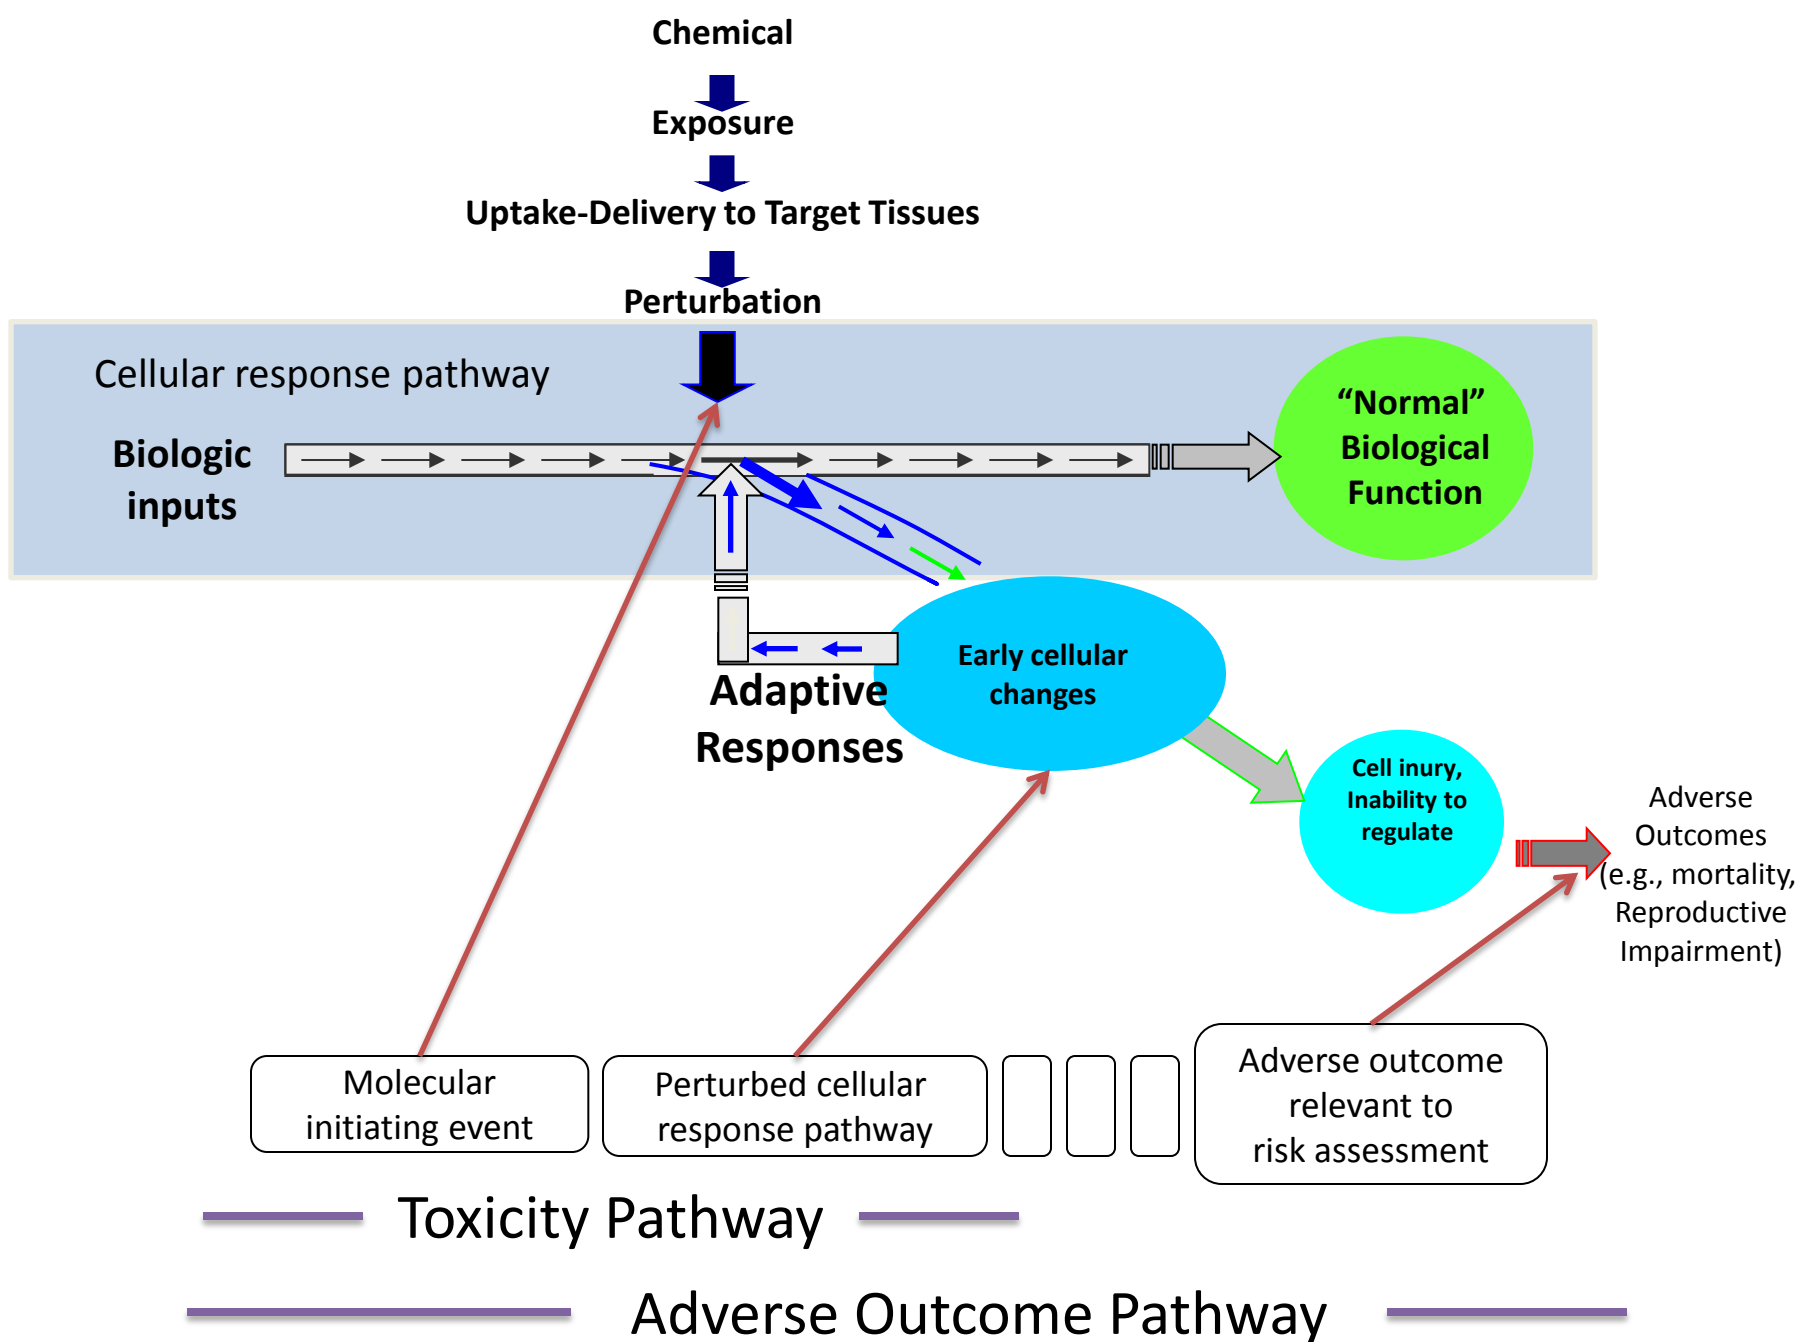 Chemical
Exposure
Uptake-Delivery to Target Tissues
Perturbation
Cellular response pathway
Biologic
inputs
“Normal”
Biological
Function
Early cellular
changes
Adaptive
Responses
Cell inury,
Inability to
regulate
Adverse
Outcomes
(e.g., mortality,
Reproductive
Impairment)
Molecular
initiating event
Perturbed cellular
response pathway
Adverse outcome
relevant to
risk assessment
Toxicity Pathway
Adverse Outcome Pathway